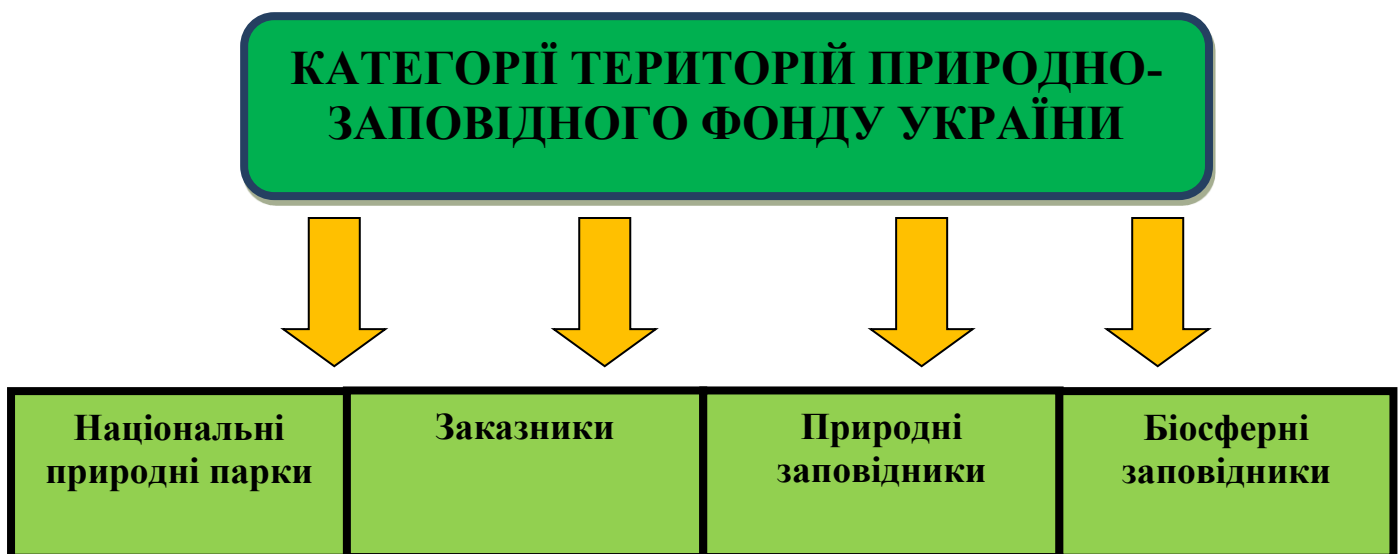 КАТЕГОРІЇ ТЕРИТОРІЙ ПРИРОДНО-
ЗАПОВІДНОГО ФОНДУ УКРАЇНИ
Національні
природні парки
Заказники
Природні
заповідники
Біосферні
заповідники